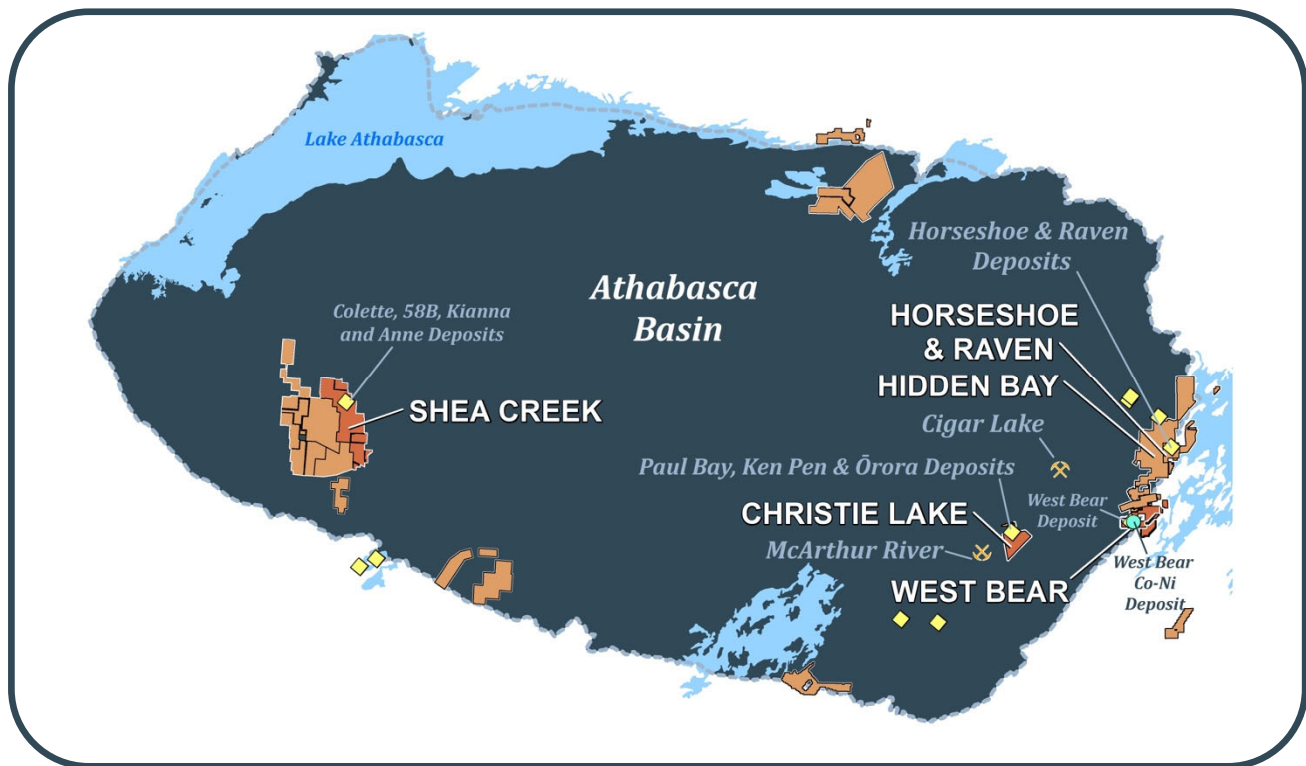 Lake Athabasca
Horseshoe & Raven
Deposits
Athabasca
Basin
Colette, 58B, Kianna
and Anne Deposits
HORSESHOE
& RAVEN
HIDDEN BAY
SHEA CREEK
Cigar Lake
Paul Bay, Ken Pen & Ōrora Deposits
West Bear
Deposit
CHRISTIE LAKE
McArthur River
West Bear
Co-Ni
Deposit
WEST BEAR